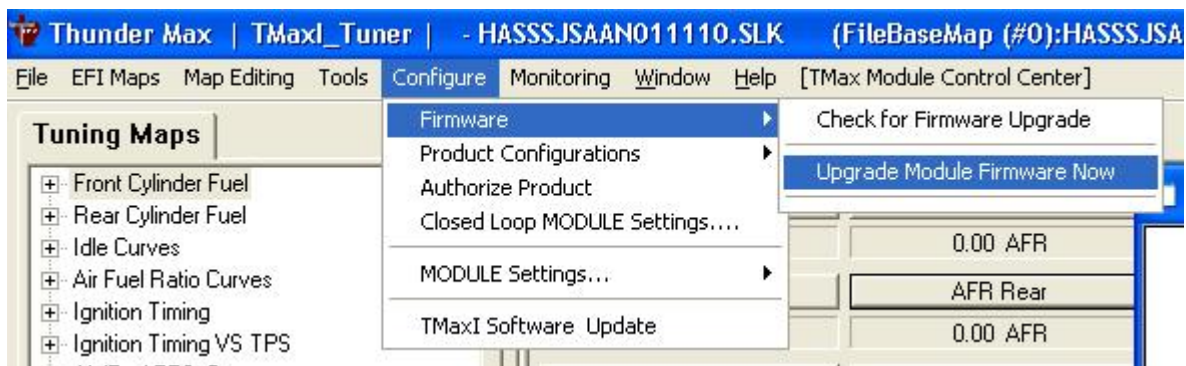 Thunder Max | TMaxI_Tuner | - HASSSJSAAN011110.SLK (FileBaseMap (#0):HASSSJSA
File EFI Maps Map Editing Tools Configure Monitoring Window Help [TMax Module Control Center]
Tuning Maps
Front Cylinder Fuel
Rear Cylinder Fuel
Idle Curves
Air Fuel Ratio Curves
Ignition Timing
Ignition Timing VS TPS
Firmware
Product Configurations
Authorize Product
Closed Loop MODULE Settings....
MODULE Settings...
TMaxI Software Update
Check for Firmware Upgrade
Upgrade Module Firmware Now
0.00 AFR
AFR Rear
0.00 AFR